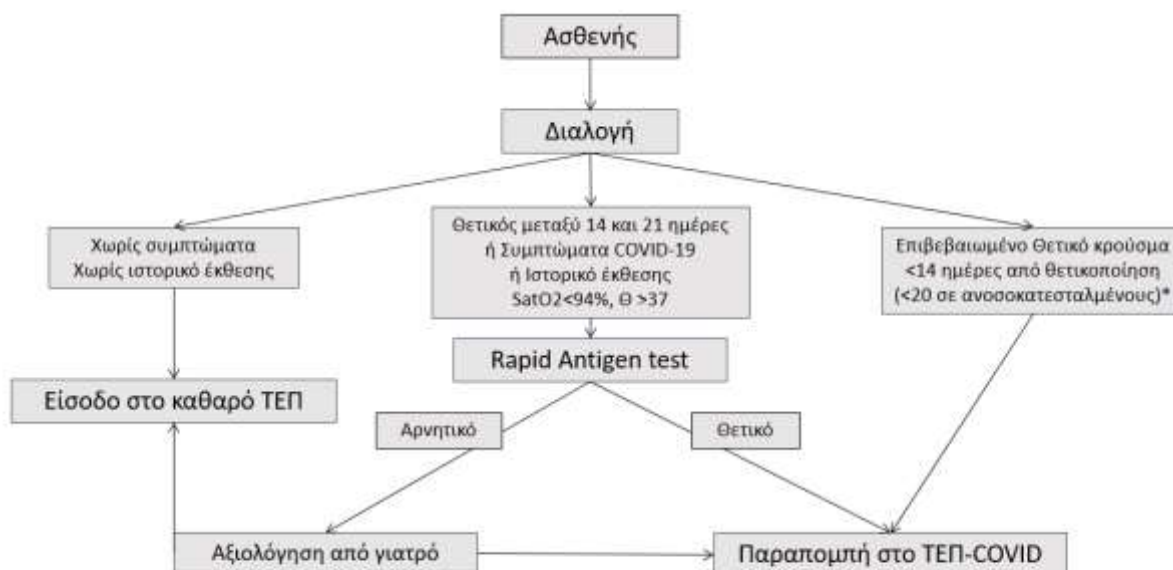 Ασθενής
Διαλογή
Χωρίς συμπτώματα
Χωρίς ιστορικό έκθεσης
Θετικός μεταξύ 14 και 21 ημέρες
ή Συμπτώματα COVID-19
ή Ιστορικό έκθεσης
SatO2<94%, Θ >37
Επιβεβαιωμένο Θετικό κρούσμα
<14 ημέρες από θετικοποίηση
(<20 σε ανοσοκατεσταλμένους)*
Rapid Antigen test
Είσοδο στο καθαρό ΤΕΠ
Αρνητικό
Θετικό
Αξιολόγηση από γιατρό
Παραπομπή στο ΤΕΠ-COVID